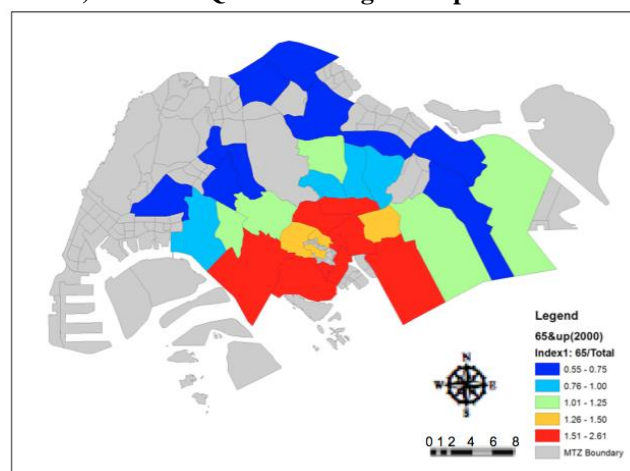 Legend
65&up(2000)
Index1: 65/Total
0.55 - 0.75
0.76 - 1.00
1.01 - 1.25
1.26 - 1.50
1.51 - 2.61
MTZ Boundary
N
W E
S
0 1 2 4 6 8